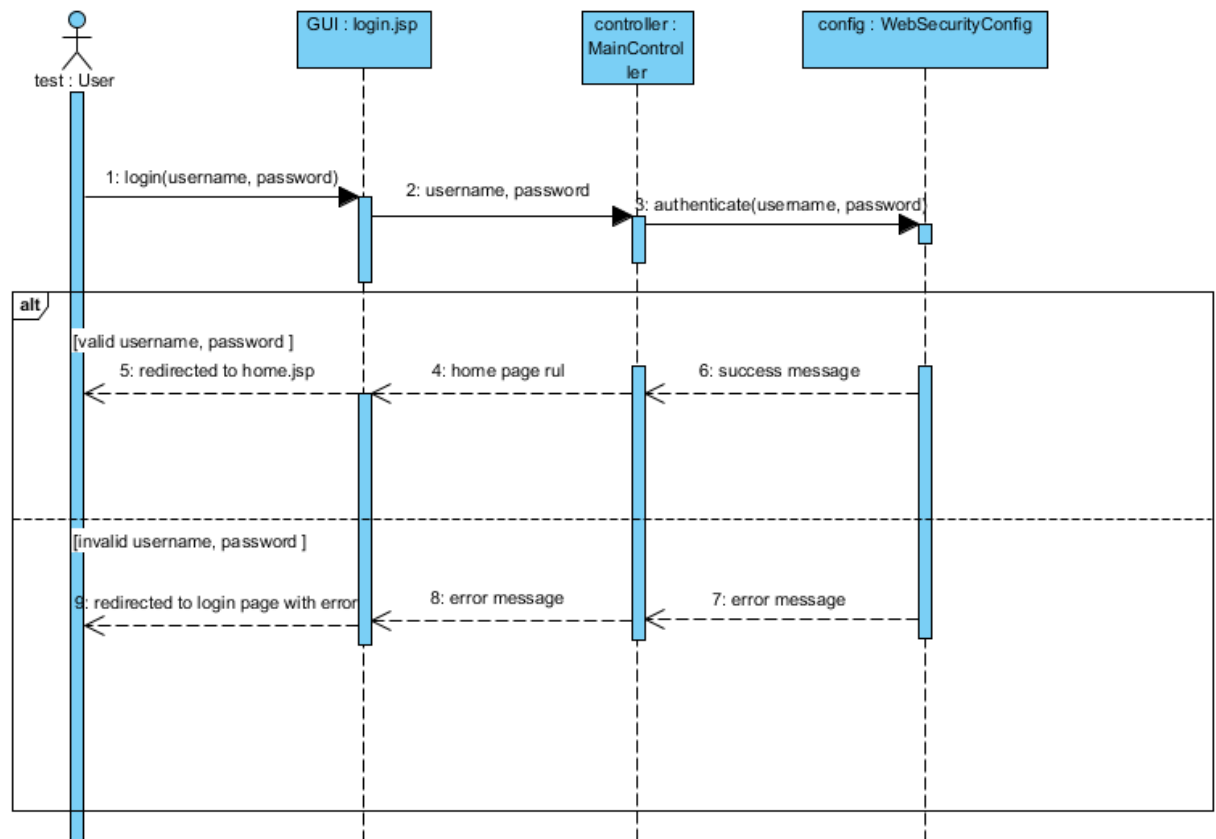 test : User
GUI : login.jsp
controller :
MainControl
ler
config : WebSecurityConfig
1: login(username, password)
2: username, password
3: authenticate(username, password)
alt
[valid username, password ]
5: redirected to home.jsp
4: home page rul
6: success message
[invalid username, password ]
9: redirected to login page with error
8: error message
7: error message